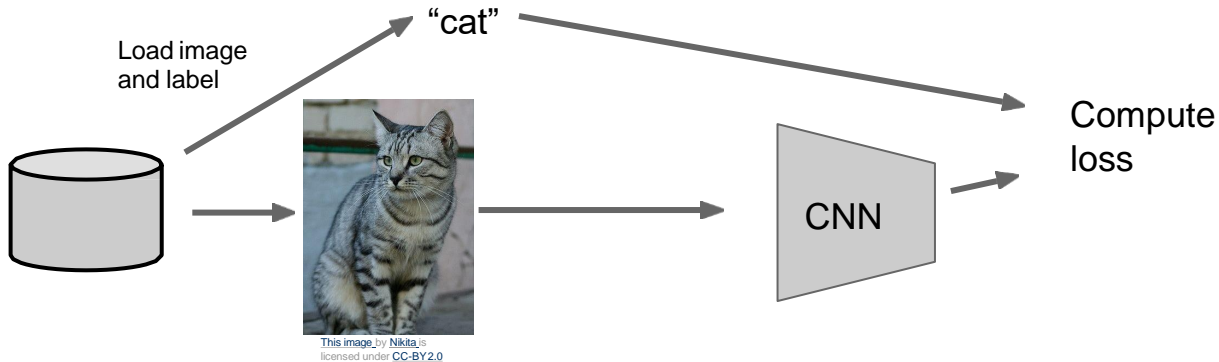 “cat”
Load image
and label
Compute
loss
CNN
This image by Nikita is
licensed under CC-BY 2.0